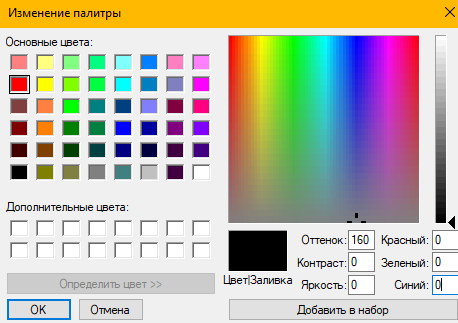 Изменение палитры
Основные цвета:
Дополнительные цвета:
Определить цвет >>
OK
Отмена
Цвет|Заливка
Оттенок: 160
Контраст: 0
Яркость: 0
Красный: 0
Зеленый: 0
Синий: 0
Добавить в набор